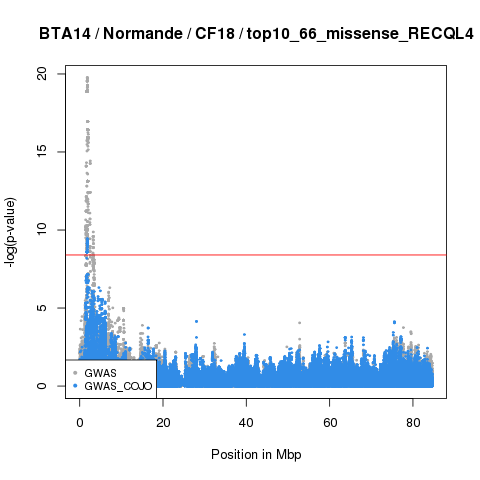 BTA14 / Normande / CF18 / top10_66_missense_RECQL4
20
15
10
5
0
-log(p-value)
GWAS
GWAS_COJO
0 20 40 60 80
Position in Mbp